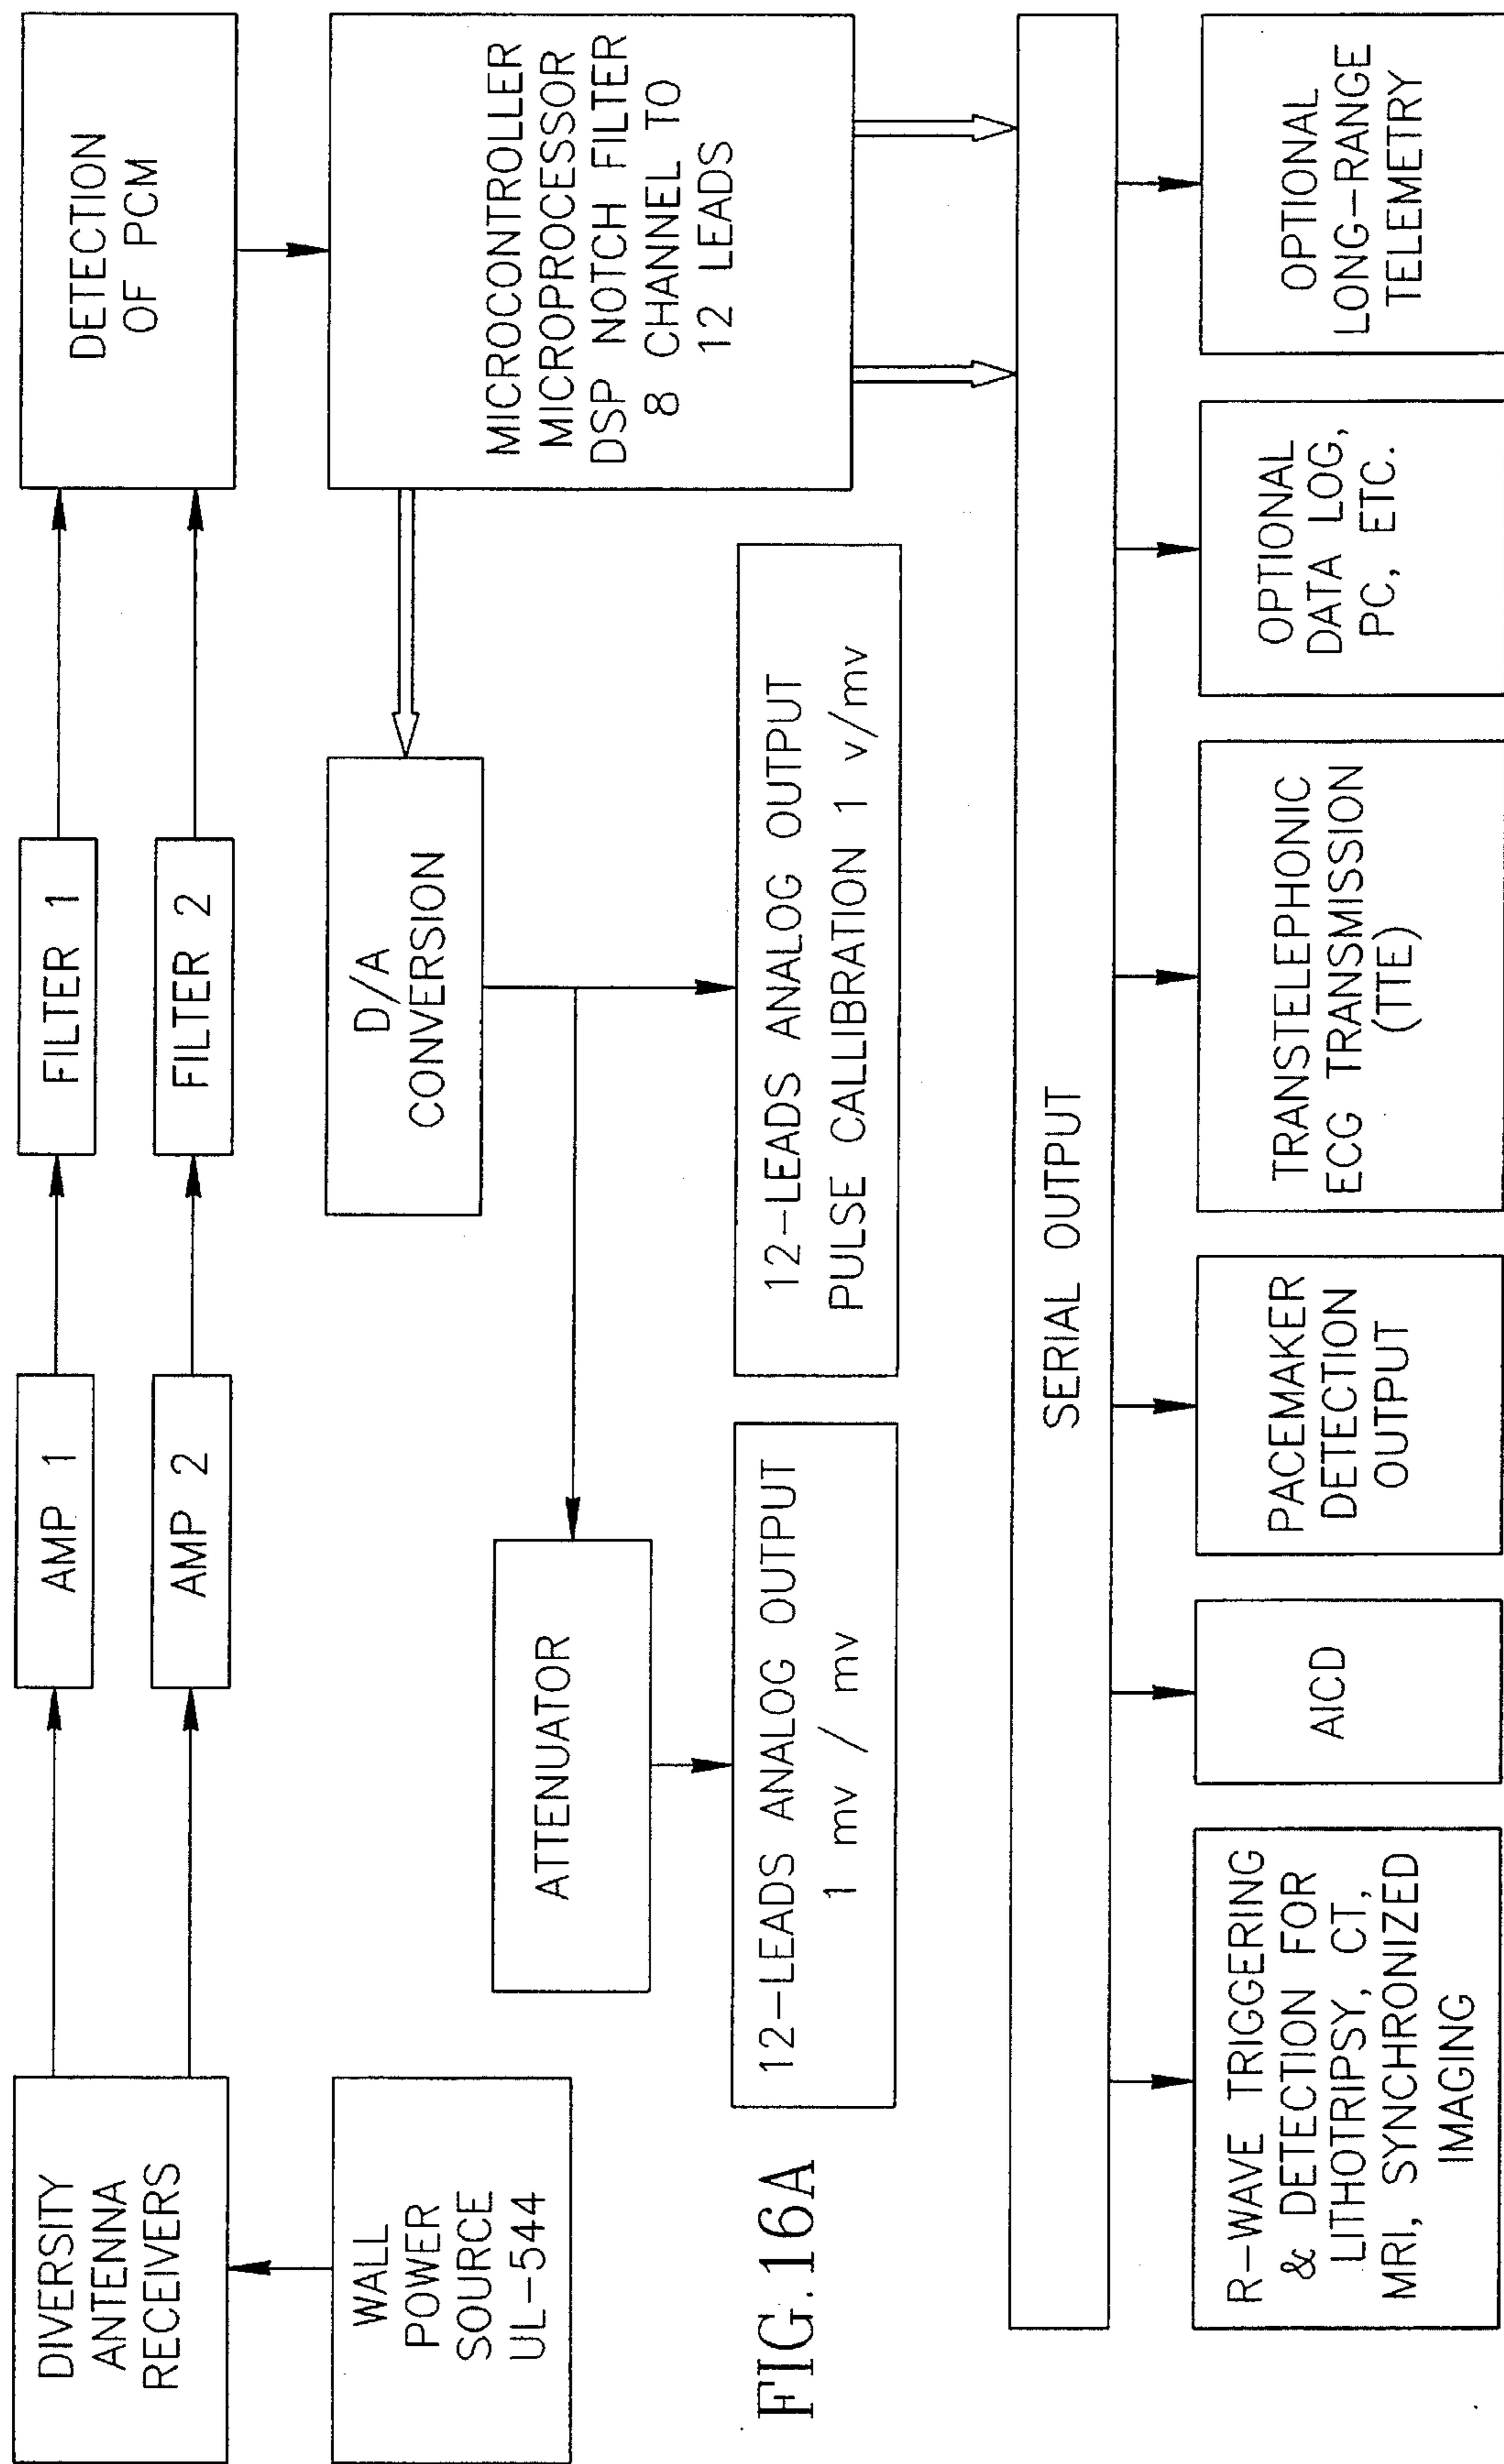 DIVERSITY
ANTENNA
RECEIVERS
AMP 1
FILTER 1
AMP 2
FILTER 2
DETECTION
OF PCM
WALL
POWER
SOURCE
UL-544
D/A
CONVERSION
MICROCONTROLLER
MICROPROCESSOR
DSP NOTCH FILTER
8 CHANNEL TO
12 LEADS
ATTENUATOR
12-LEADS ANALOG OUTPUT
1 mv / mv
12-LEADS ANALOG OUTPUT
PULSE CALLIBRATION 1 v/mv
FIG.16A
SERIAL OUTPUT
R-WAVE TRIGGERING
& DETECTION FOR
LITHOTRIPSY, CT,
MRI, SYNCHRONIZED
IMAGING
AICD
PACEMAKER
DETECTION
OUTPUT
TRANSTELEPHONIC
ECG TRANSMISSION
(TTE)
OPTIONAL
DATA LOG,
PC, ETC.
OPTIONAL
LONG-RANGE
TELEMETRY